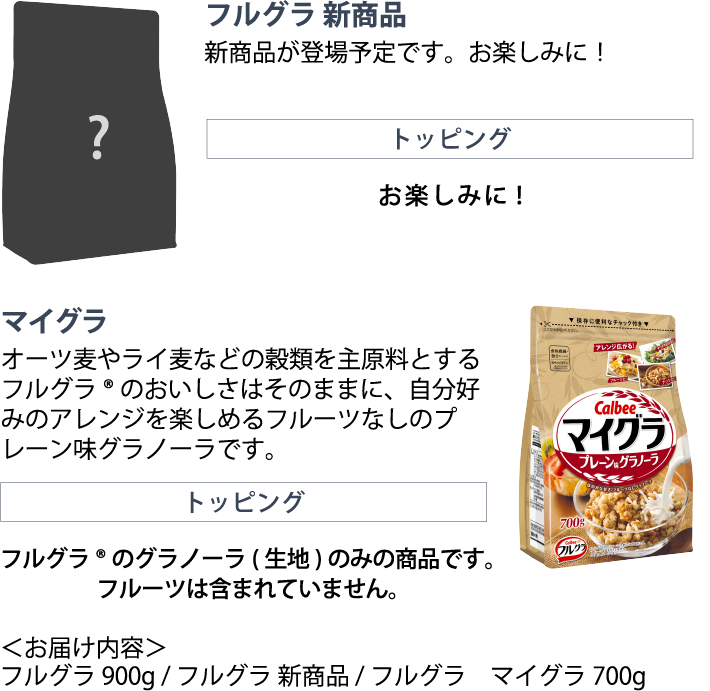 フルグラ 新商品
新商品が登場予定です。お楽しみに！
?
トッピング
お楽しみに！
マイグラ
オーツ麦やライ麦などの穀類を主原料とする
フルグラ ® のおいしさはそのままに、自分好
みのアレンジを楽しめるフルーツなしのプ
レーン味グラノーラです。
▼ 保存に便利なチャック付き ▼
アレンジ広がる!
Calbee
マイグラ
プレーン味グラノーラ
700g
Calbee
フルグラ
トッピング
フルグラ ® のグラノーラ ( 生地 ) のみの商品です。
フルーツは含まれていません。
＜お届け内容＞
フルグラ 900g / フルグラ 新商品 / フルグラ　マイグラ 700g